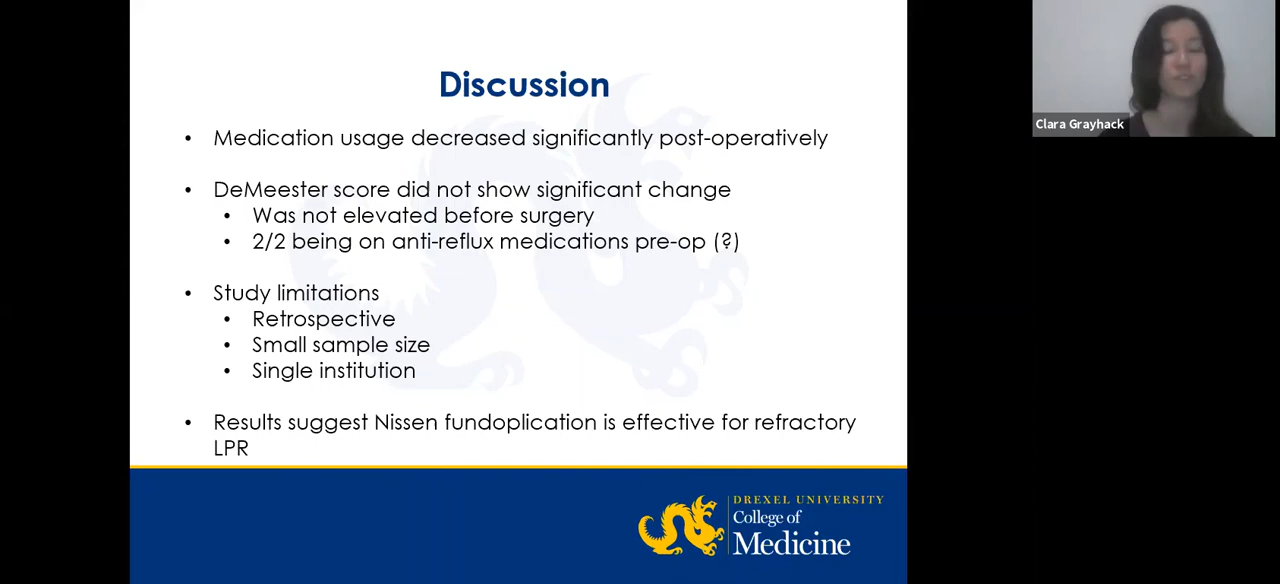 Discussion
• Medication usage decreased significantly post-operatively
• DeMeester score did not show significant change
• Was not elevated before surgery
• 2/2 being on anti-reflux medications pre-op (?)
• Study limitations
• Retrospective
• Small sample size
• Single institution
• Results suggest Nissen fundoplication is effective for refractory
LPR
DREXEL UNIVERSITY
College of
Medicine
Clara Grayhack